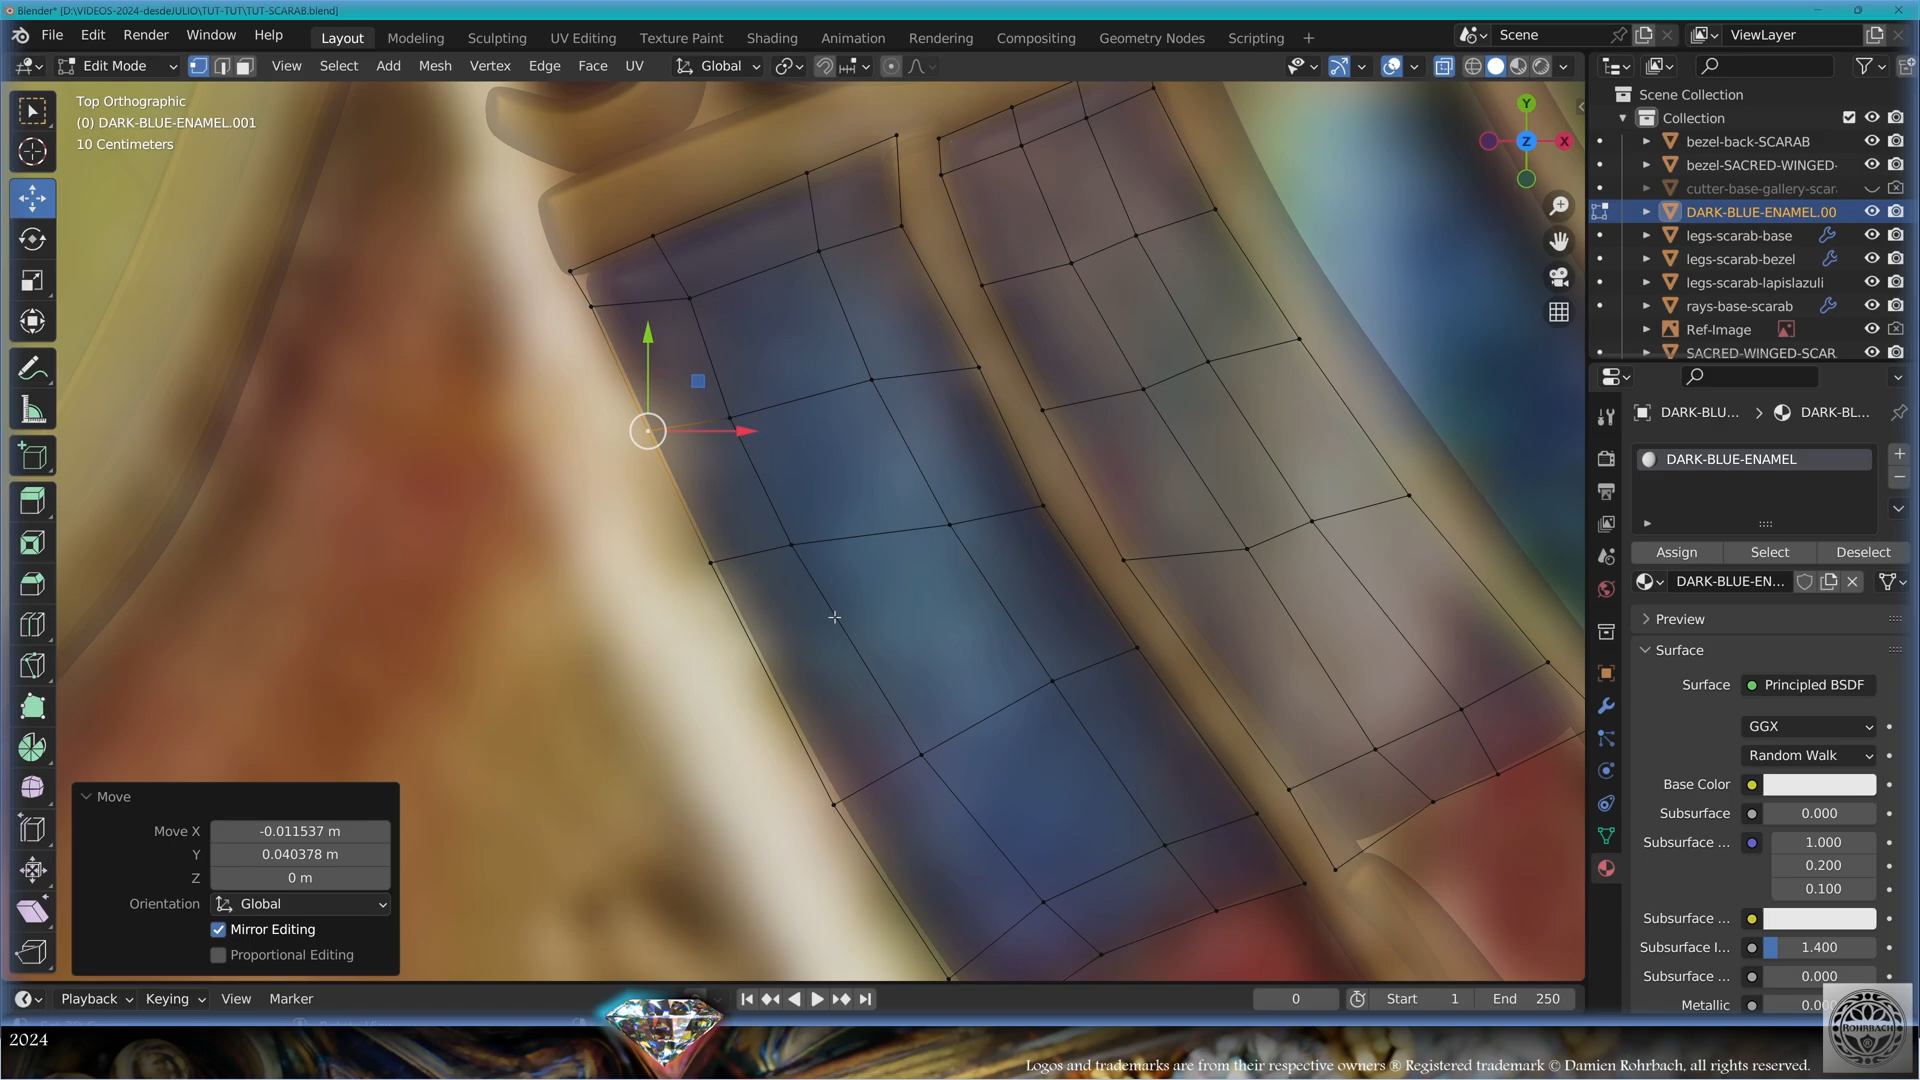 Blender* [D:\VIDEOS-2024-desdeJULIO\TUT-TUT\TUT-SCARAB.blend]
File Edit Render Window Help
Layout Modeling Sculpting UV Editing Texture Paint Shading Animation Rendering Compositing Geometry Nodes Scripting +
Scene ViewLayer
Edit Mode View Select Add Mesh Vertex Edge Face UV Global
Top Orthographic
(0) DARK-BLUE-ENAMEL.001
10 Centimeters
Y
X
Z
Scene Collection
Collection
bezel-back-SCARAB
bezel-SACRED-WINGED-
cutter-base-gallery-scar
DARK-BLUE-ENAMEL.00
legs-scarab-base
legs-scarab-bezel
legs-scarab-lapislazuli
rays-base-scarab
Ref-Image
SACRED-WINGED-SCAR
DARK-BLU... > DARK-BL...
DARK-BLUE-ENAMEL
Assign Select Deselect
DARK-BLUE-EN...
Preview
Surface
Surface Principled BSDF
GGX
Random Walk
Base Color
Subsurface 0.000
Subsurface ... 1.000
0.200
0.100
Subsurface ...
Subsurface I... 1.400
Subsurface ... 0.000
Metallic 0.00
Move
Move X -0.011537 m
Y 0.040378 m
Z 0 m
Orientation Global
Mirror Editing
Proportional Editing
Playback Keying View Marker
0 Start 1 End 250
2024
ROHRBACH
®
Logos and trademarks are from their respective owners ® Registered trademark © Damien Rohrbach, all rights reserved.